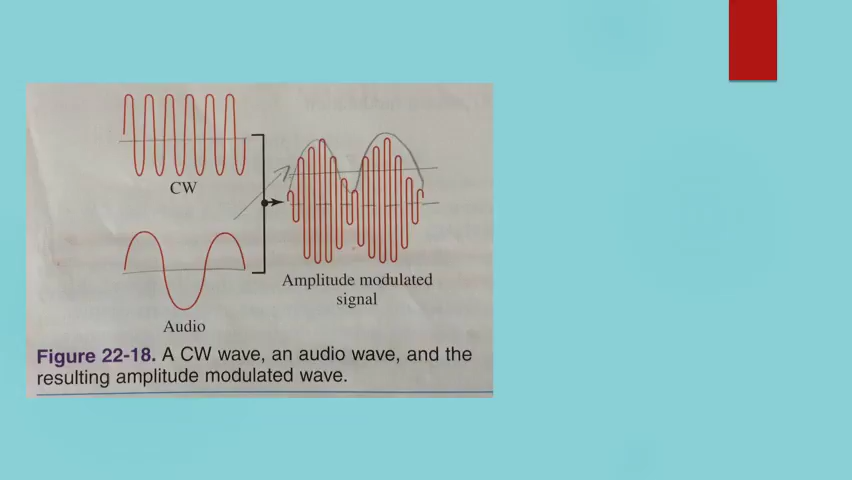 CW
Audio
Amplitude modulated
signal
Figure 22-18. A CW wave, an audio wave, and the
resulting amplitude modulated wave.